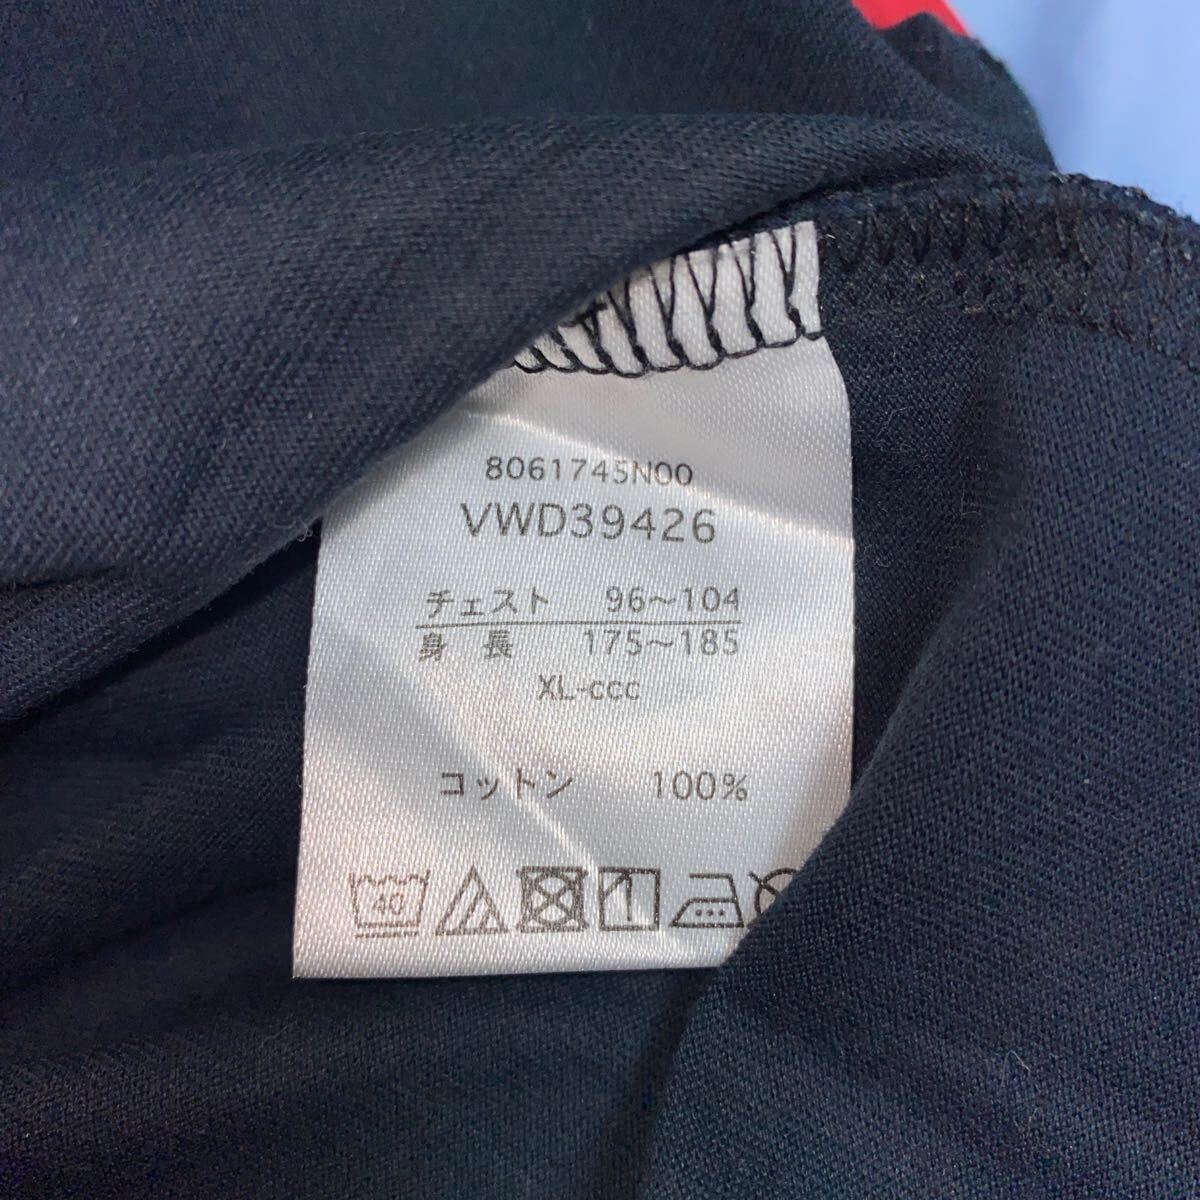 8061745N00
VWD39426
チェスト 96～104
身長 175～185
XL-ccc
コットン 100%
40